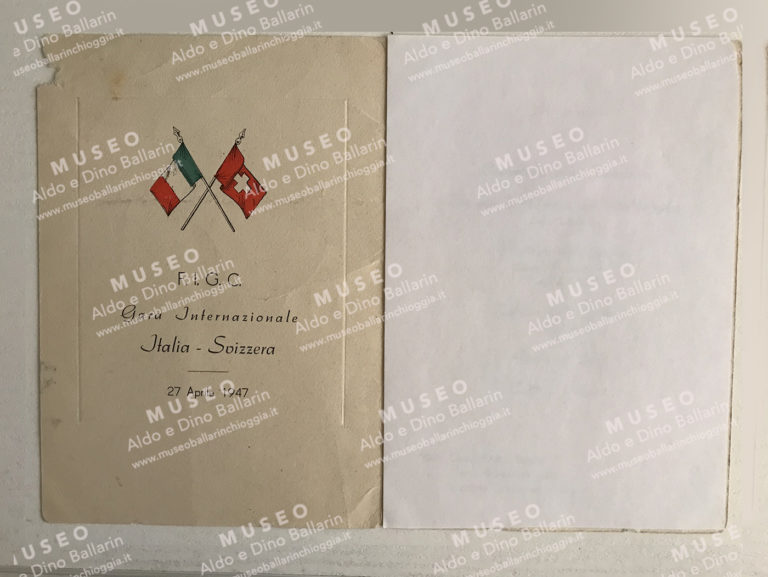 F. I. G. C.
Gara Internazionale
Italia - Svizzera
27 Aprile 1947
MUSEO
Aldo e Dino Ballarin
www.museoballarinchioggia.it